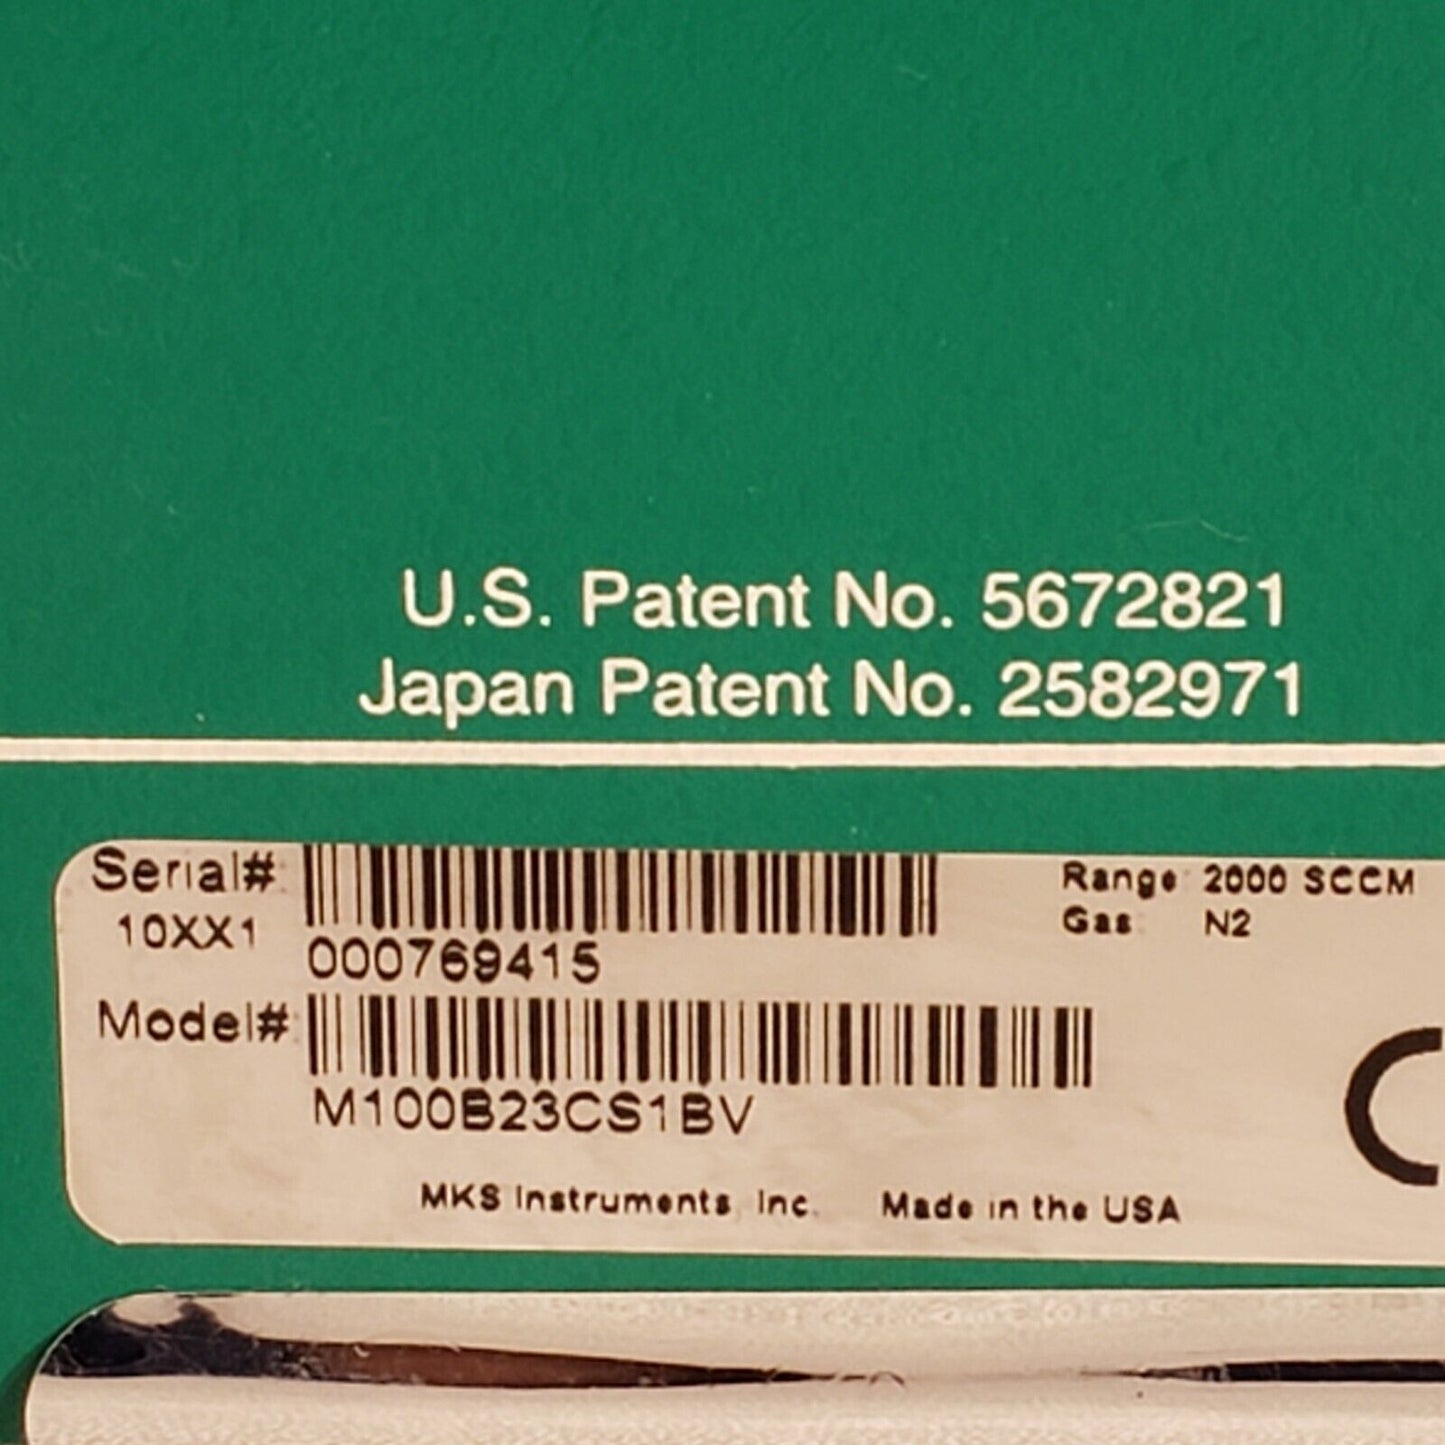 U.S. Patent No. 5672821
Japan Patent No. 2582971
Serial#: Range: 2000 SCCM
10XX1 Gas: N2
000769415
Model#:
M100B23CS1BV
MKS Instruments, Inc. Made in the USA